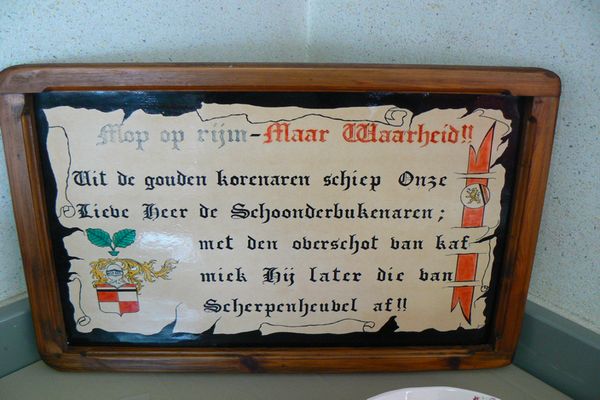 Mop op rijm-Maar Waarheid!!
Uit de gouden korenaren schiep Onze
Lieve Heer de Schoonderbukenaren;
met den overschot van kaf
miek Hij later die van
Scherpenheuvel af!!